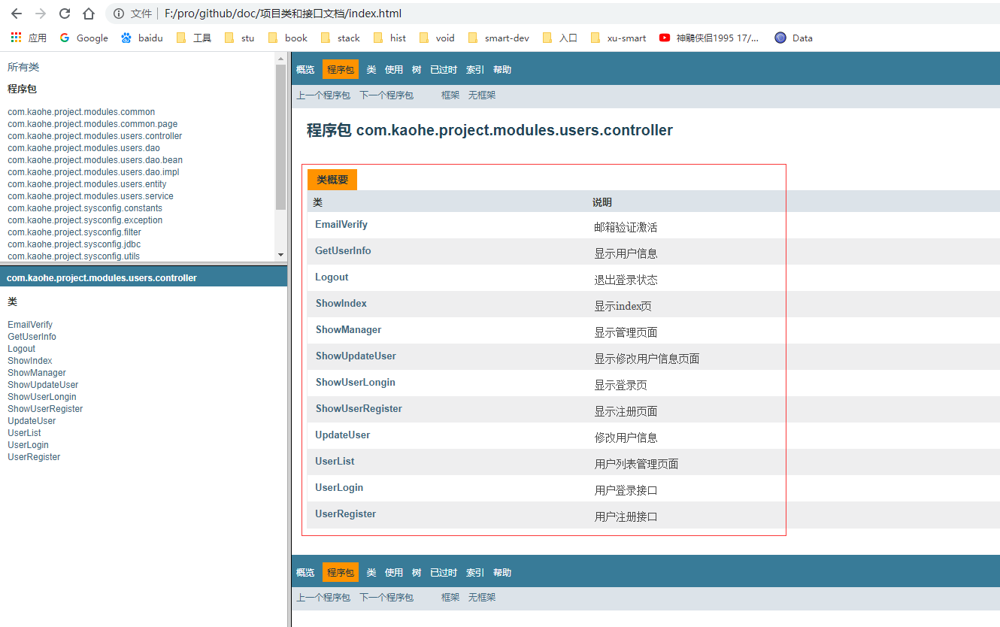 文件 F:/pro/github/doc/项目类和接口文档/index.html
应用 Google baidu 工具 stu book stack hist void smart-dev 入口 xu-smart 神鵰侠侣1995 17/... Data
所有类
程序包
com.kaohe.project.modules.common
com.kaohe.project.modules.common.page
com.kaohe.project.modules.users.controller
com.kaohe.project.modules.users.dao
com.kaohe.project.modules.users.dao.bean
com.kaohe.project.modules.users.dao.impl
com.kaohe.project.modules.users.entity
com.kaohe.project.modules.users.service
com.kaohe.project.sysconfig.constants
com.kaohe.project.sysconfig.exception
com.kaohe.project.sysconfig.filter
com.kaohe.project.sysconfig.jdbc
com.kaohe.project.sysconfig.utils
com.kaohe.project.modules.users.controller
类
EmailVerify
GetUserInfo
Logout
ShowIndex
ShowManager
ShowUpdateUser
ShowUserLongin
ShowUserRegister
UpdateUser
UserList
UserLogin
UserRegister
概览 程序包 类 使用 树 已过时 索引 帮助
上一个程序包 下一个程序包 框架 无框架
程序包 com.kaohe.project.modules.users.controller
类概要
类 说明
EmailVerify 邮箱验证激活
GetUserInfo 显示用户信息
Logout 退出登录状态
ShowIndex 显示index页
ShowManager 显示管理页面
ShowUpdateUser 显示修改用户信息页面
ShowUserLongin 显示登录页
ShowUserRegister 显示注册页面
UpdateUser 修改用户信息
UserList 用户列表管理页面
UserLogin 用户登录接口
UserRegister 用户注册接口
概览 程序包 类 使用 树 已过时 索引 帮助
上一个程序包 下一个程序包 框架 无框架